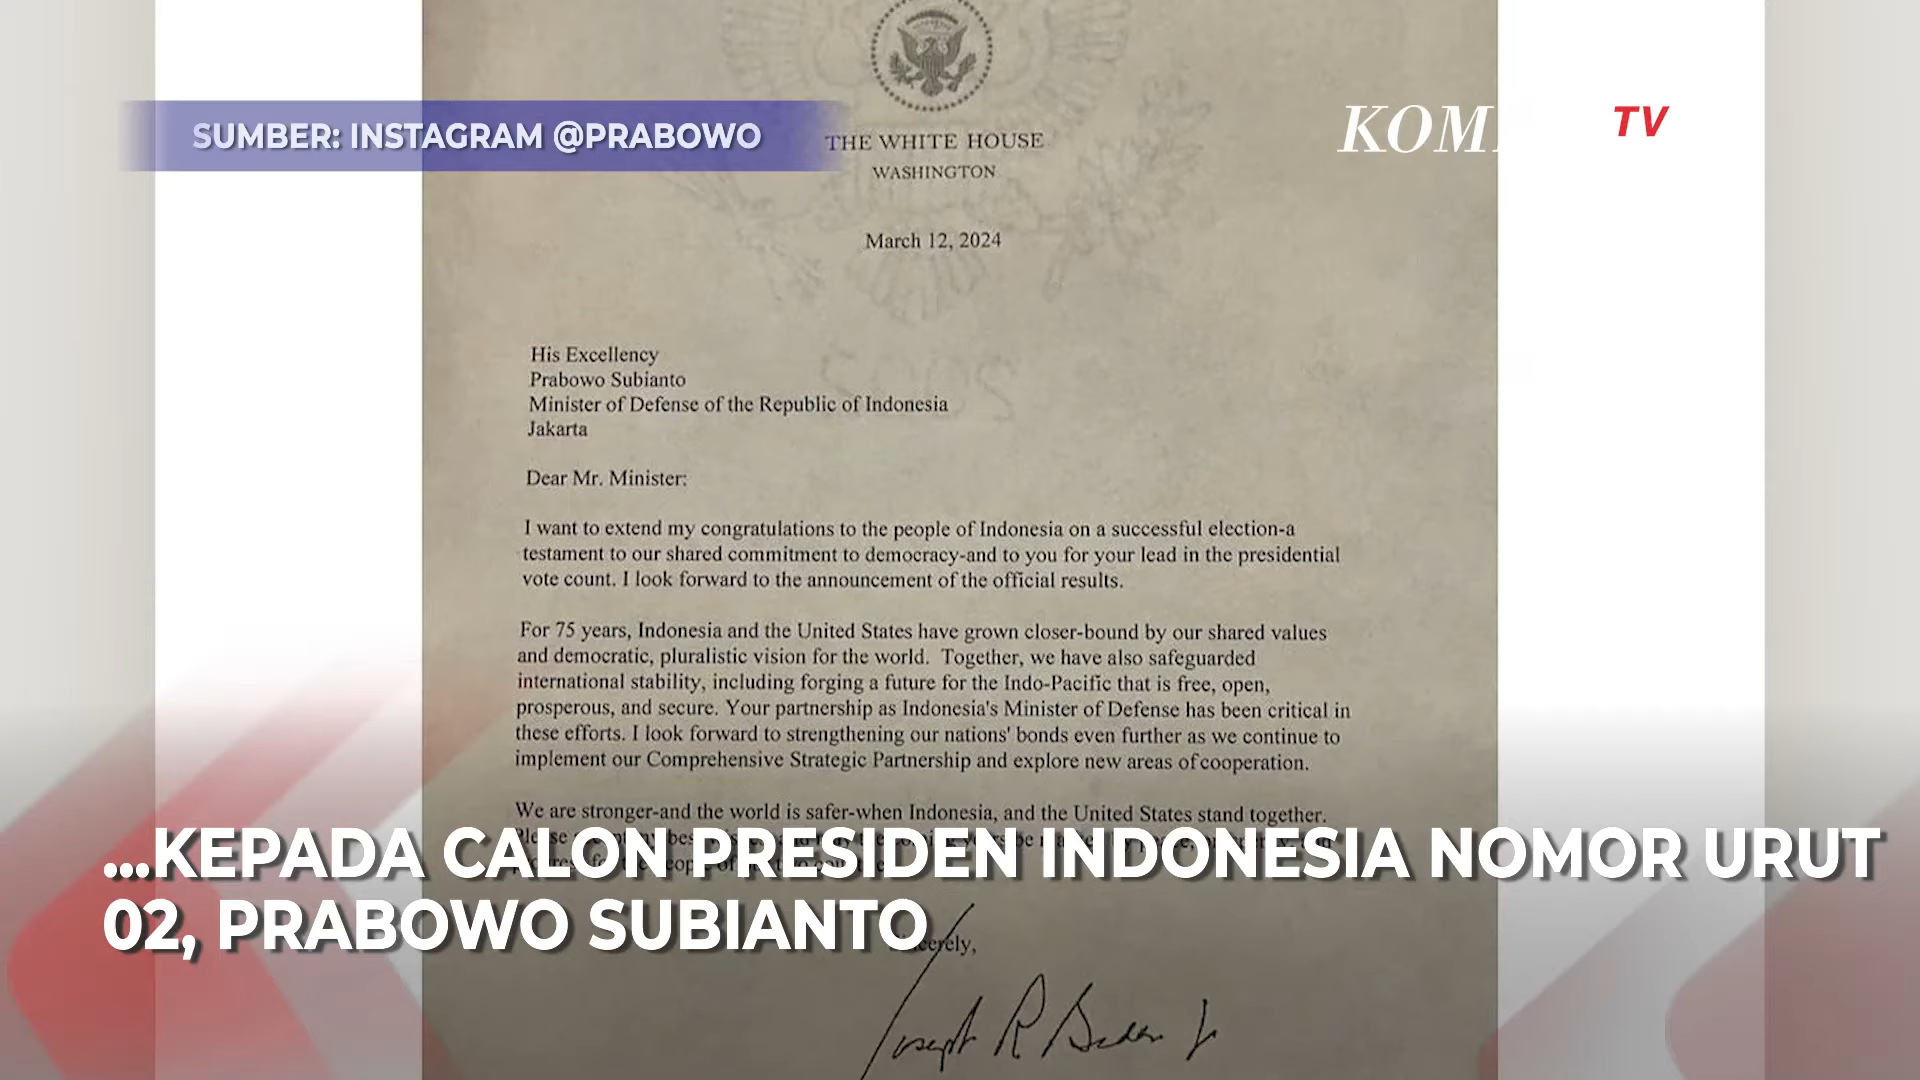 SUMBER: INSTAGRAM @PRABOWO
KOM
TV
THE WHITE HOUSE
WASHINGTON
March 12, 2024
His Excellency
Prabowo Subianto
Minister of Defense of the Republic of Indonesia
Jakarta
Dear Mr. Minister:
I want to extend my congratulations to the people of Indonesia on a successful election-a
testament to our shared commitment to democracy-and to you for your lead in the presidential
vote count. I look forward to the announcement of the official results.
For 75 years, Indonesia and the United States have grown closer-bound by our shared values
and democratic, pluralistic vision for the world. Together, we have also safeguarded
international stability, including forging a future for the Indo-Pacific that is free, open,
prosperous, and secure. Your partnership as Indonesia's Minister of Defense has been critical in
these efforts. I look forward to strengthening our nations' bonds even further as we continue to
implement our Comprehensive Strategic Partnership and explore new areas of cooperation.
We are stronger-and the world is safer-when Indonesia, and the United States stand together.
...KEPADA CALON PRESIDEN INDONESIA NOMOR URUT
02, PRABOWO SUBIANTO
Joseph R Biden Jr